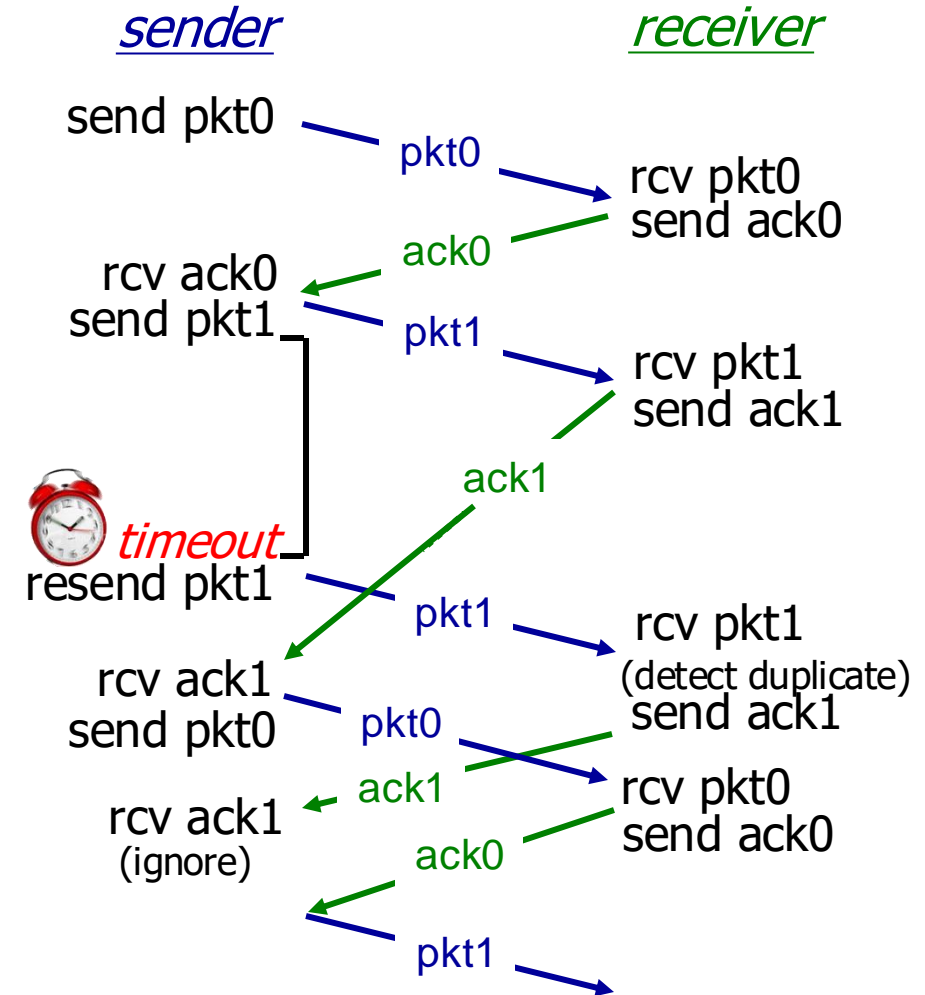 sender
receiver
send pkt0
pkt0
rcv pkt0
send ack0
ack0
rcv ack0
send pkt1
pkt1
rcv pkt1
send ack1
ack1
timeout
resend pkt1
pkt1
rcv pkt1
(detect duplicate)
send ack1
rcv ack1
send pkt0
pkt0
ack1
rcv pkt0
send ack0
rcv ack1
(ignore)
ack0
pkt1